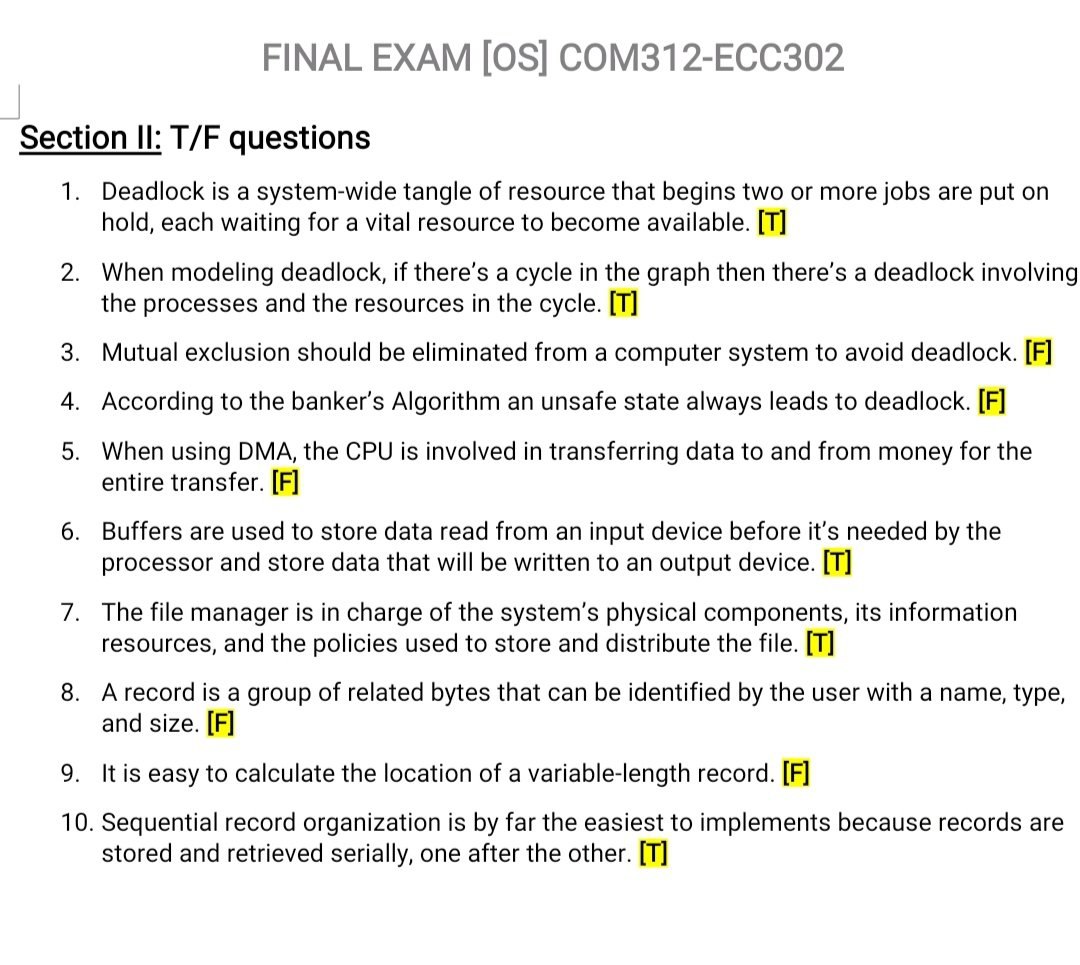 FINAL EXAM [OS] COM312-ECC302
Section II: T/F questions
1. Deadlock is a system-wide tangle of resource that begins two or more jobs are put on
hold, each waiting for a vital resource to become available. [T]
2. When modeling deadlock, if there’s a cycle in the graph then there’s a deadlock involving
the processes and the resources in the cycle. [T]
3. Mutual exclusion should be eliminated from a computer system to avoid deadlock. [F]
4. According to the banker’s Algorithm an unsafe state always leads to deadlock. [F]
5. When using DMA, the CPU is involved in transferring data to and from money for the
entire transfer. [F]
6. Buffers are used to store data read from an input device before it’s needed by the
processor and store data that will be written to an output device. [T]
7. The file manager is in charge of the system’s physical components, its information
resources, and the policies used to store and distribute the file. [T]
8. A record is a group of related bytes that can be identified by the user with a name, type,
and size. [F]
9. It is easy to calculate the location of a variable-length record. [F]
10. Sequential record organization is by far the easiest to implements because records are
stored and retrieved serially, one after the other. [T]